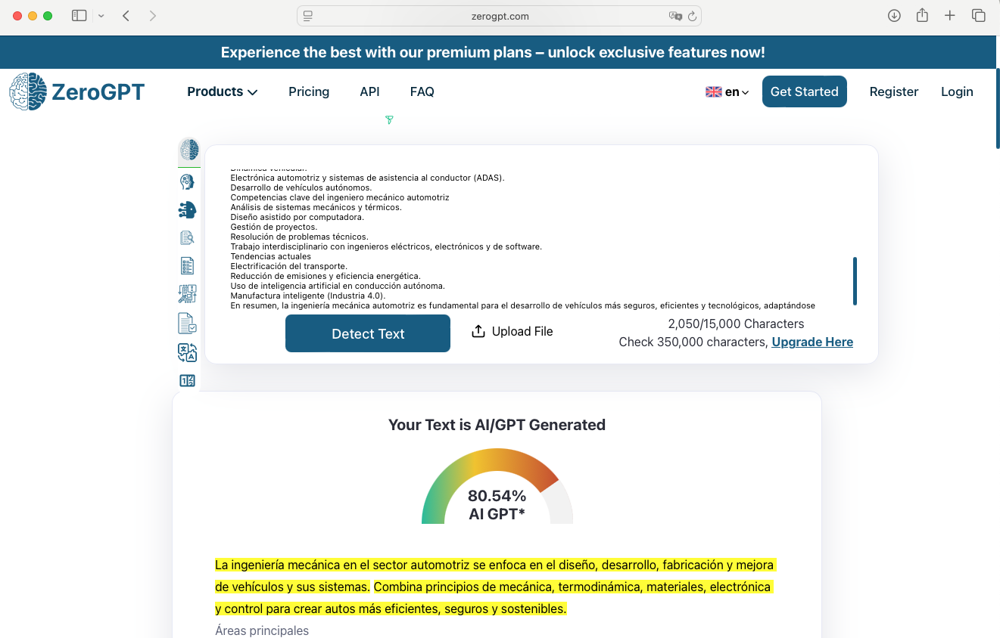 zerogpt.com
Experience the best with our premium plans – unlock exclusive features now!
ZeroGPT
Products
Pricing
API
FAQ
en
Get Started
Register
Login
Dinámica vehicular.
Electrónica automotriz y sistemas de asistencia al conductor (ADAS).
Desarrollo de vehículos autónomos.
Competencias clave del ingeniero mecánico automotriz
Análisis de sistemas mecánicos y térmicos.
Diseño asistido por computadora.
Gestión de proyectos.
Resolución de problemas técnicos.
Trabajo interdisciplinario con ingenieros eléctricos, electrónicos y de software.
Tendencias actuales
Electrificación del transporte.
Reducción de emisiones y eficiencia energética.
Uso de inteligencia artificial en conducción autónoma.
Manufactura inteligente (Industria 4.0).
En resumen, la ingeniería mecánica automotriz es fundamental para el desarrollo de vehículos más seguros, eficientes y tecnológicos, adaptándose
Detect Text
Upload File
2,050/15,000 Characters
Check 350,000 characters, Upgrade Here
Your Text is AI/GPT Generated
80.54%
AI GPT*
La ingeniería mecánica en el sector automotriz se enfoca en el diseño, desarrollo, fabricación y mejora
de vehículos y sus sistemas. Combina principios de mecánica, termodinámica, materiales, electrónica
y control para crear autos más eficientes, seguros y sostenibles.
Áreas principales